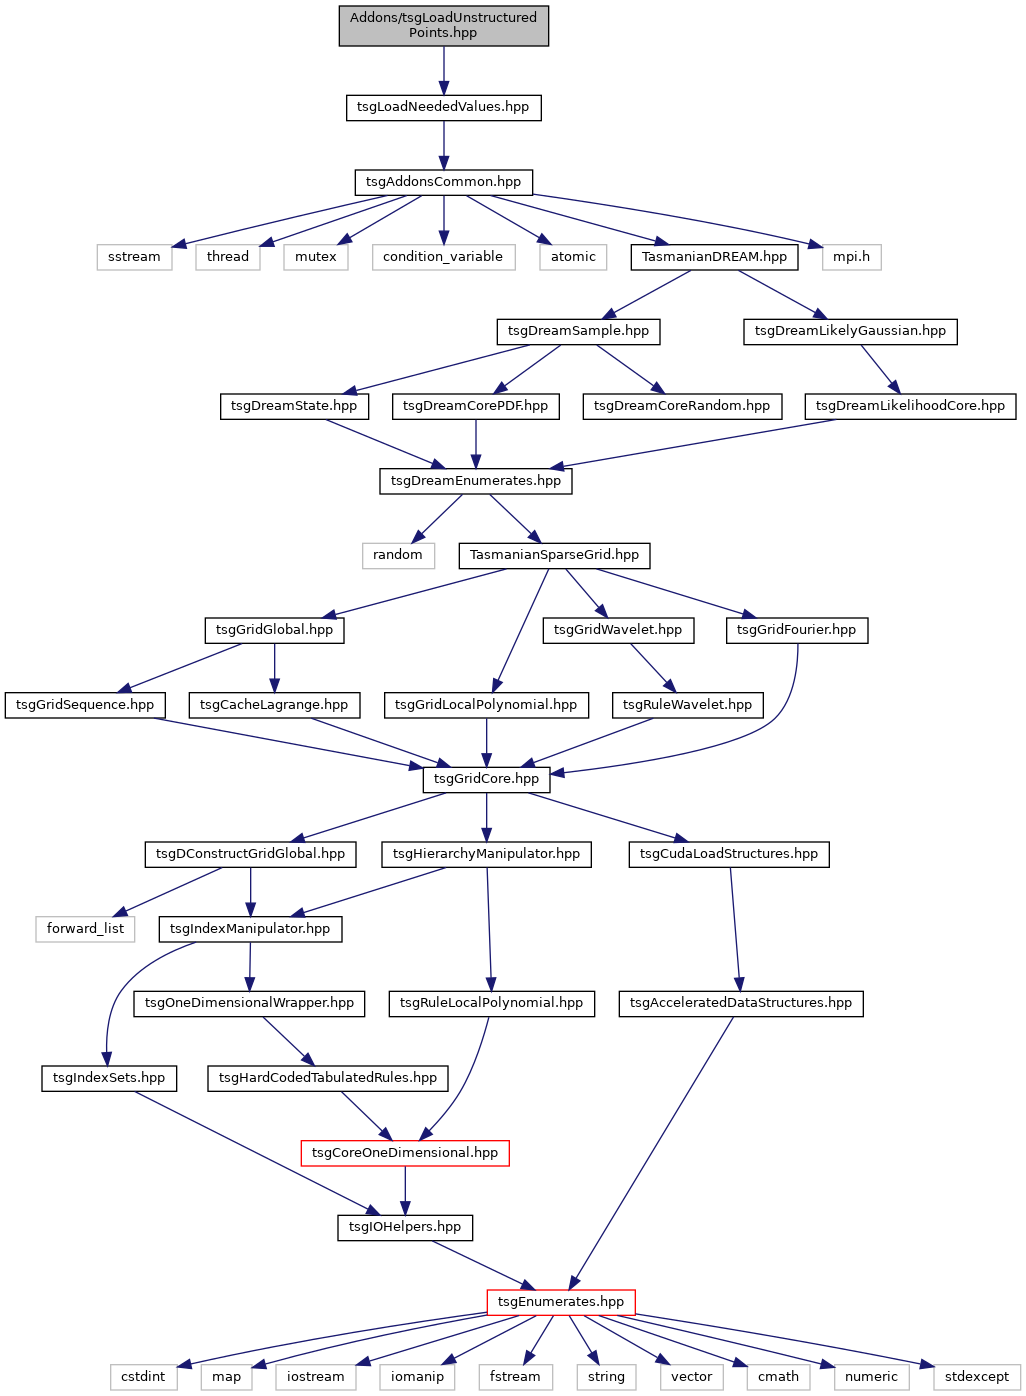 Addons/tsgLoadUnstructured
Points.hpp
tsgLoadNeededValues.hpp
tsgAddonsCommon.hpp
sstream
thread
mutex
condition_variable
atomic
TasmanianDREAM.hpp
mpi.h
tsgDreamSample.hpp
tsgDreamLikelyGaussian.hpp
tsgDreamState.hpp
tsgDreamCorePDF.hpp
tsgDreamCoreRandom.hpp
tsgDreamLikelihoodCore.hpp
tsgDreamEnumerates.hpp
random
TasmanianSparseGrid.hpp
tsgGridGlobal.hpp
tsgGridWavelet.hpp
tsgGridFourier.hpp
tsgGridSequence.hpp
tsgCacheLagrange.hpp
tsgGridLocalPolynomial.hpp
tsgRuleWavelet.hpp
tsgGridCore.hpp
tsgDConstructGridGlobal.hpp
tsgHierarchyManipulator.hpp
tsgCudaLoadStructures.hpp
forward_list
tsgIndexManipulator.hpp
tsgOneDimensionalWrapper.hpp
tsgRuleLocalPolynomial.hpp
tsgAcceleratedDataStructures.hpp
tsgIndexSets.hpp
tsgHardCodedTabulatedRules.hpp
tsgCoreOneDimensional.hpp
tsgIOHelpers.hpp
tsgEnumerates.hpp
cstdint
map
iostream
iomanip
fstream
string
vector
cmath
numeric
stdexcept